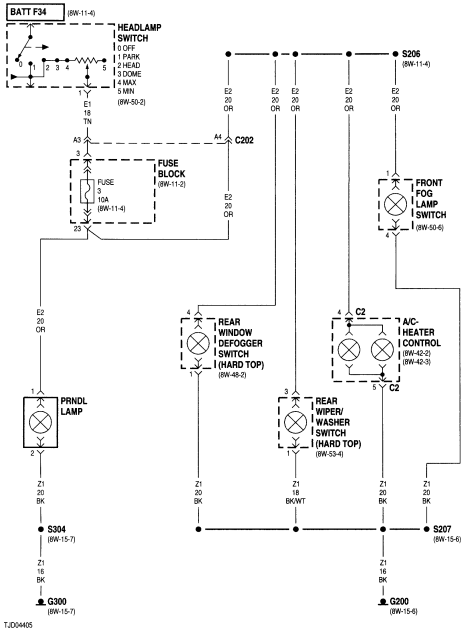 BATT F34
(8W-11-4)
HEADLAMP
SWITCH
0 OFF
1 PARK
2 HEAD
3 DOME
4 MAX
5 MIN
(8W-50-2)
0
1
2
3
4
5
1
E1
18
TN
A3
A4
C202
3
FUSE
BLOCK
(8W-11-2)
FUSE
3
10A
(8W-11-4)
23
S206
(8W-11-4)
E2
20
OR
E2
20
OR
E2
20
OR
E2
20
OR
E2
20
OR
E2
20
OR
1
FRONT
FOG
LAMP
SWITCH
(8W-50-6)
4
E2
20
OR
4
REAR
WINDOW
DEFOGGER
SWITCH
(HARD TOP)
(8W-48-2)
1
4
C2
A/C-
HEATER
CONTROL
(8W-42-2)
(8W-42-3)
5
C2
1
PRNDL
LAMP
2
3
REAR
WIPER/
WASHER
SWITCH
(HARD TOP)
(8W-53-4)
1
Z1
20
BK
Z1
20
BK
Z1
18
BK/WT
Z1
20
BK
Z1
20
BK
S304
(8W-15-7)
S207
(8W-15-6)
Z1
16
BK
Z1
16
BK
G300
(8W-15-7)
G200
(8W-15-6)
TJD04405